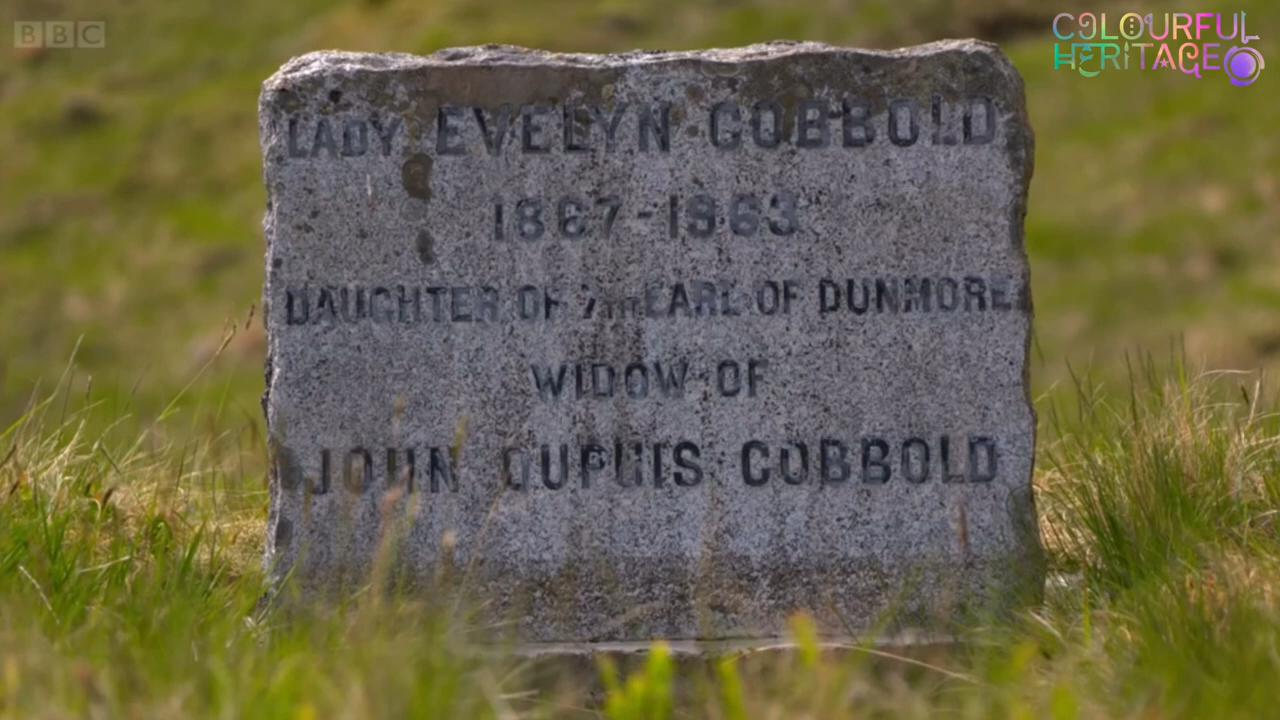 BBC
COLOURFUL
HERITAGE
LADY EVELYN COBBOLD
1867-1963
DAUGHTER OF 7TH EARL OF DUNMORE
WIDOW OF
JOHN DUPUIS COBBOLD